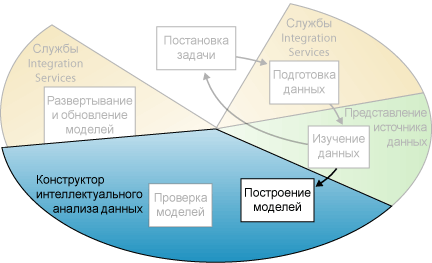 Службы
Integration
Services
Постановка
задачи
Службы
Integration Services
Подготовка
данных
Развертывание
и обновление
моделей
Представление
источника
данных
Изучение
данных
Конструктор
интеллектуального
анализа данных
Проверка
моделей
Построение
моделей